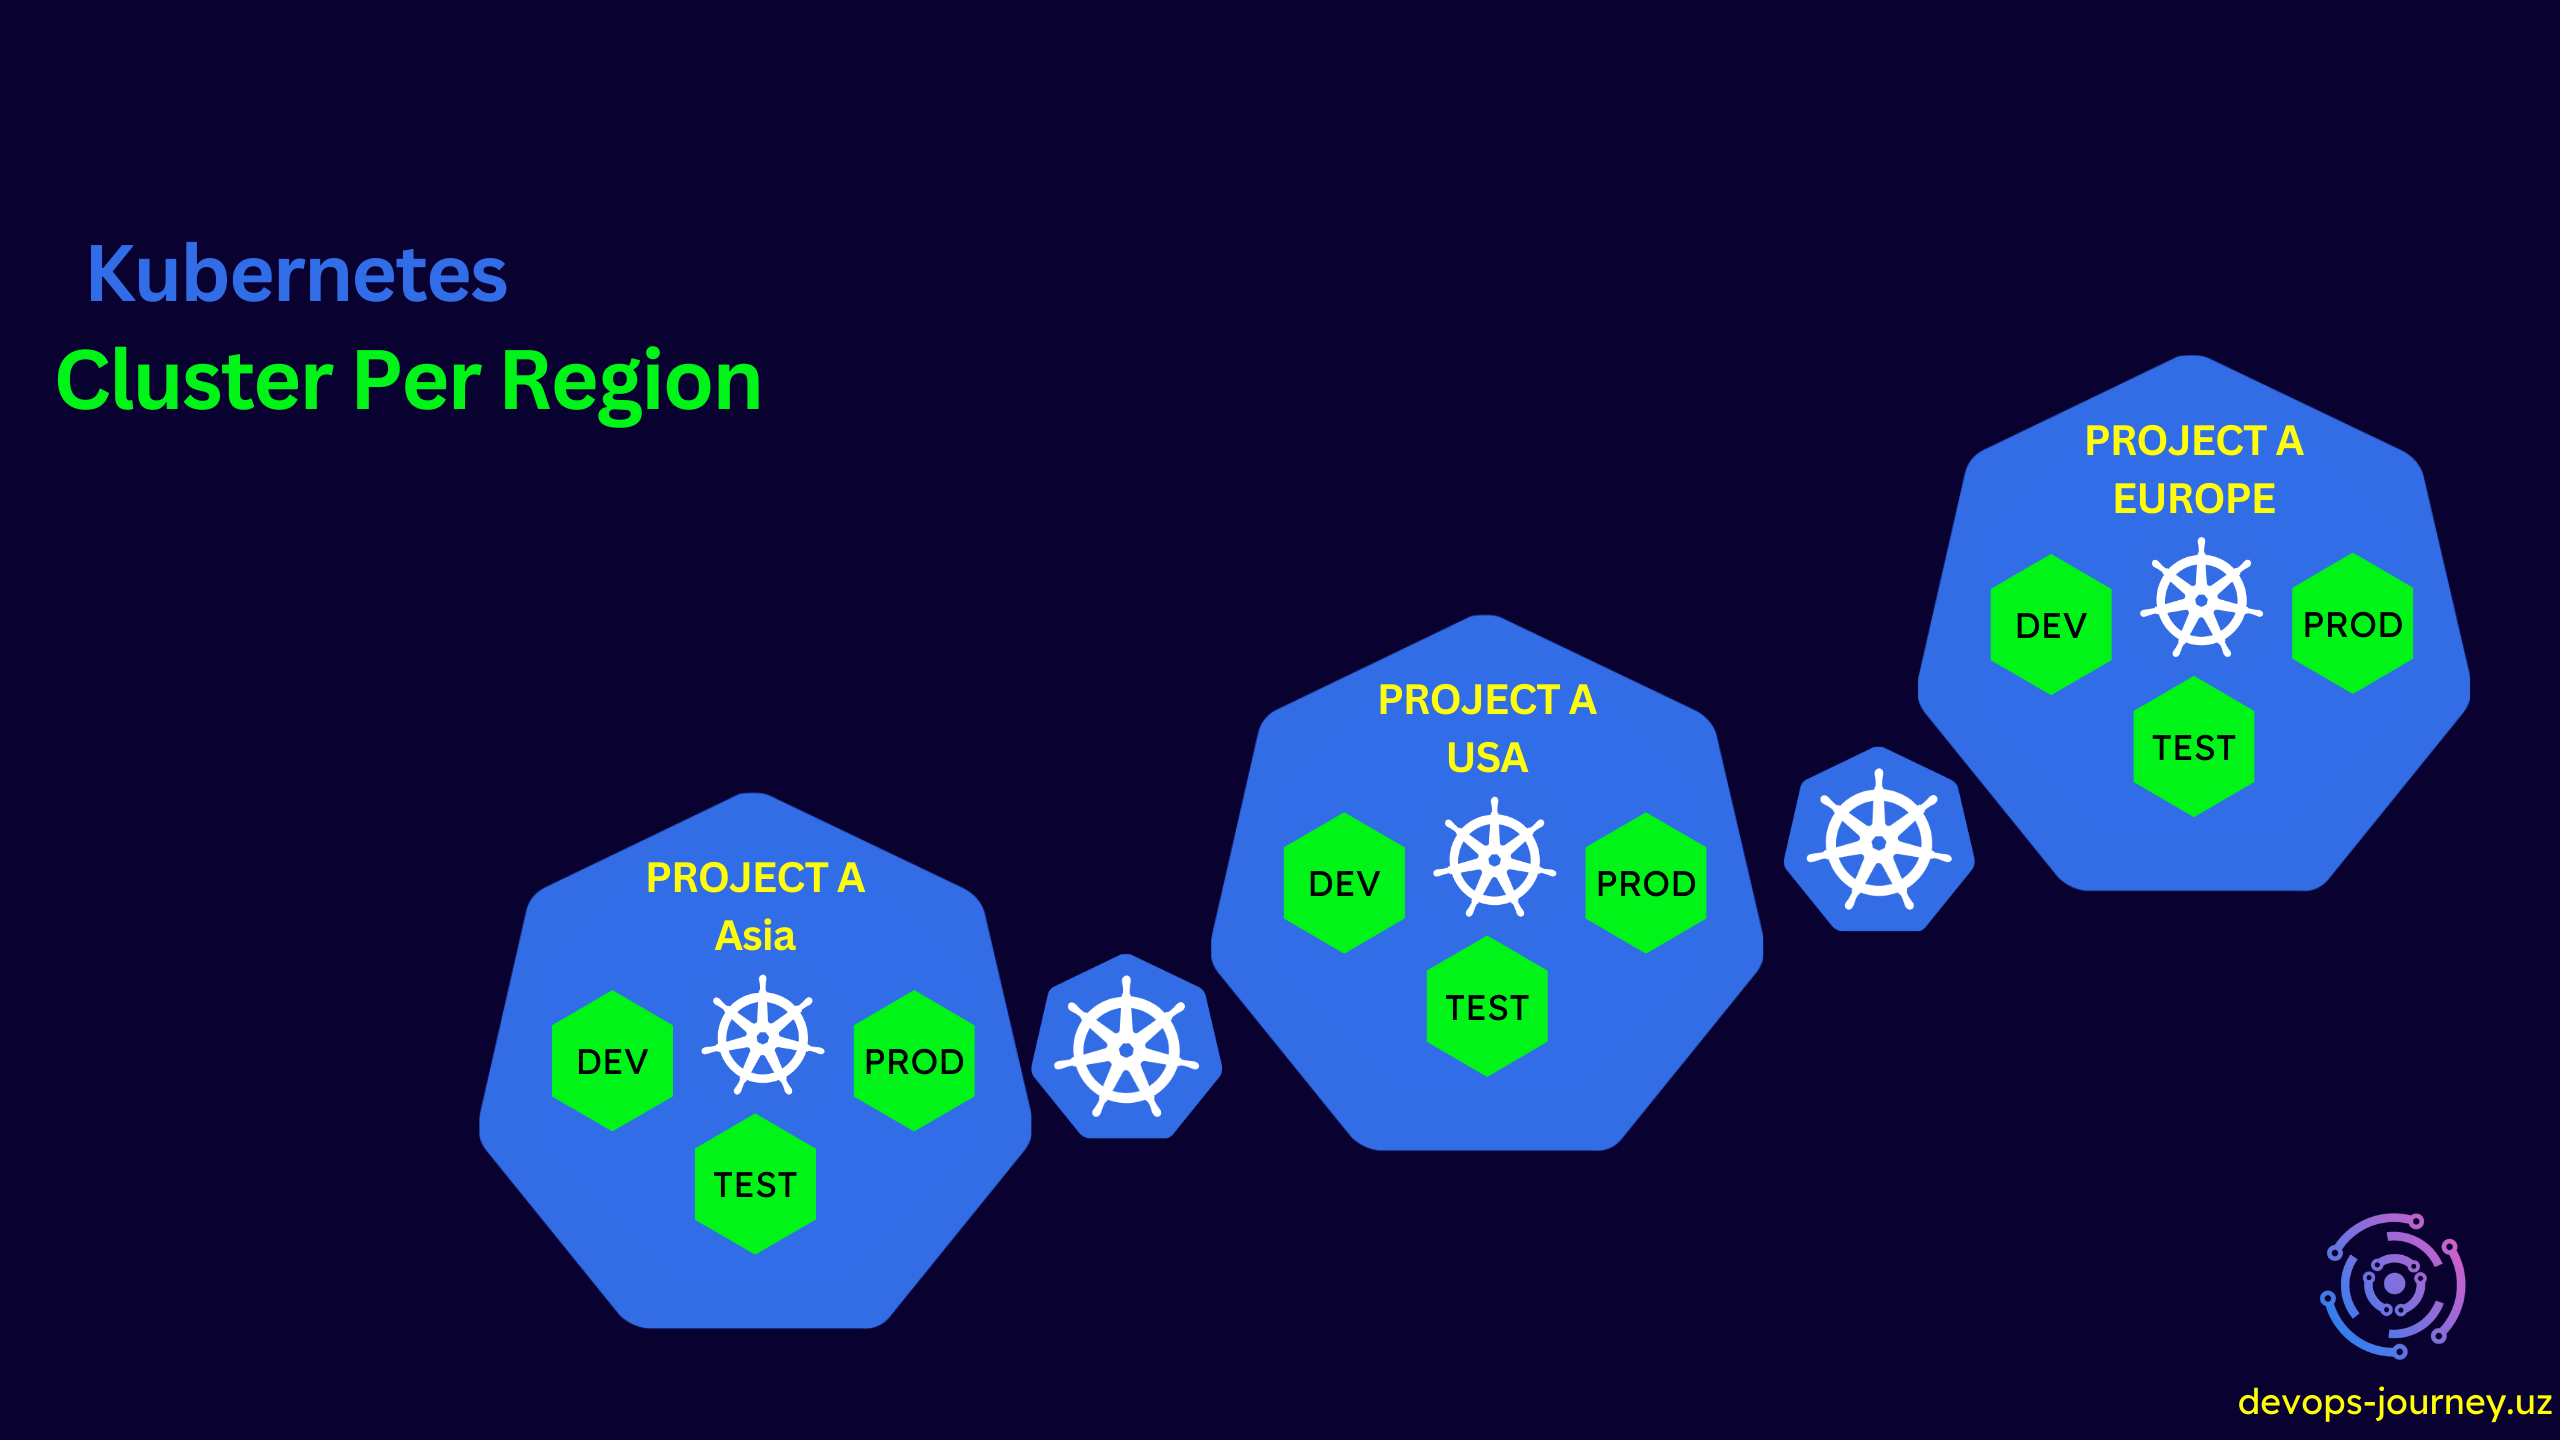 Kubernetes
Cluster Per Region
PROJECT A
EUROPE
DEV
PROD
TEST
PROJECT A
USA
DEV
PROD
TEST
PROJECT A
Asia
DEV
PROD
TEST
devops-journey.uz